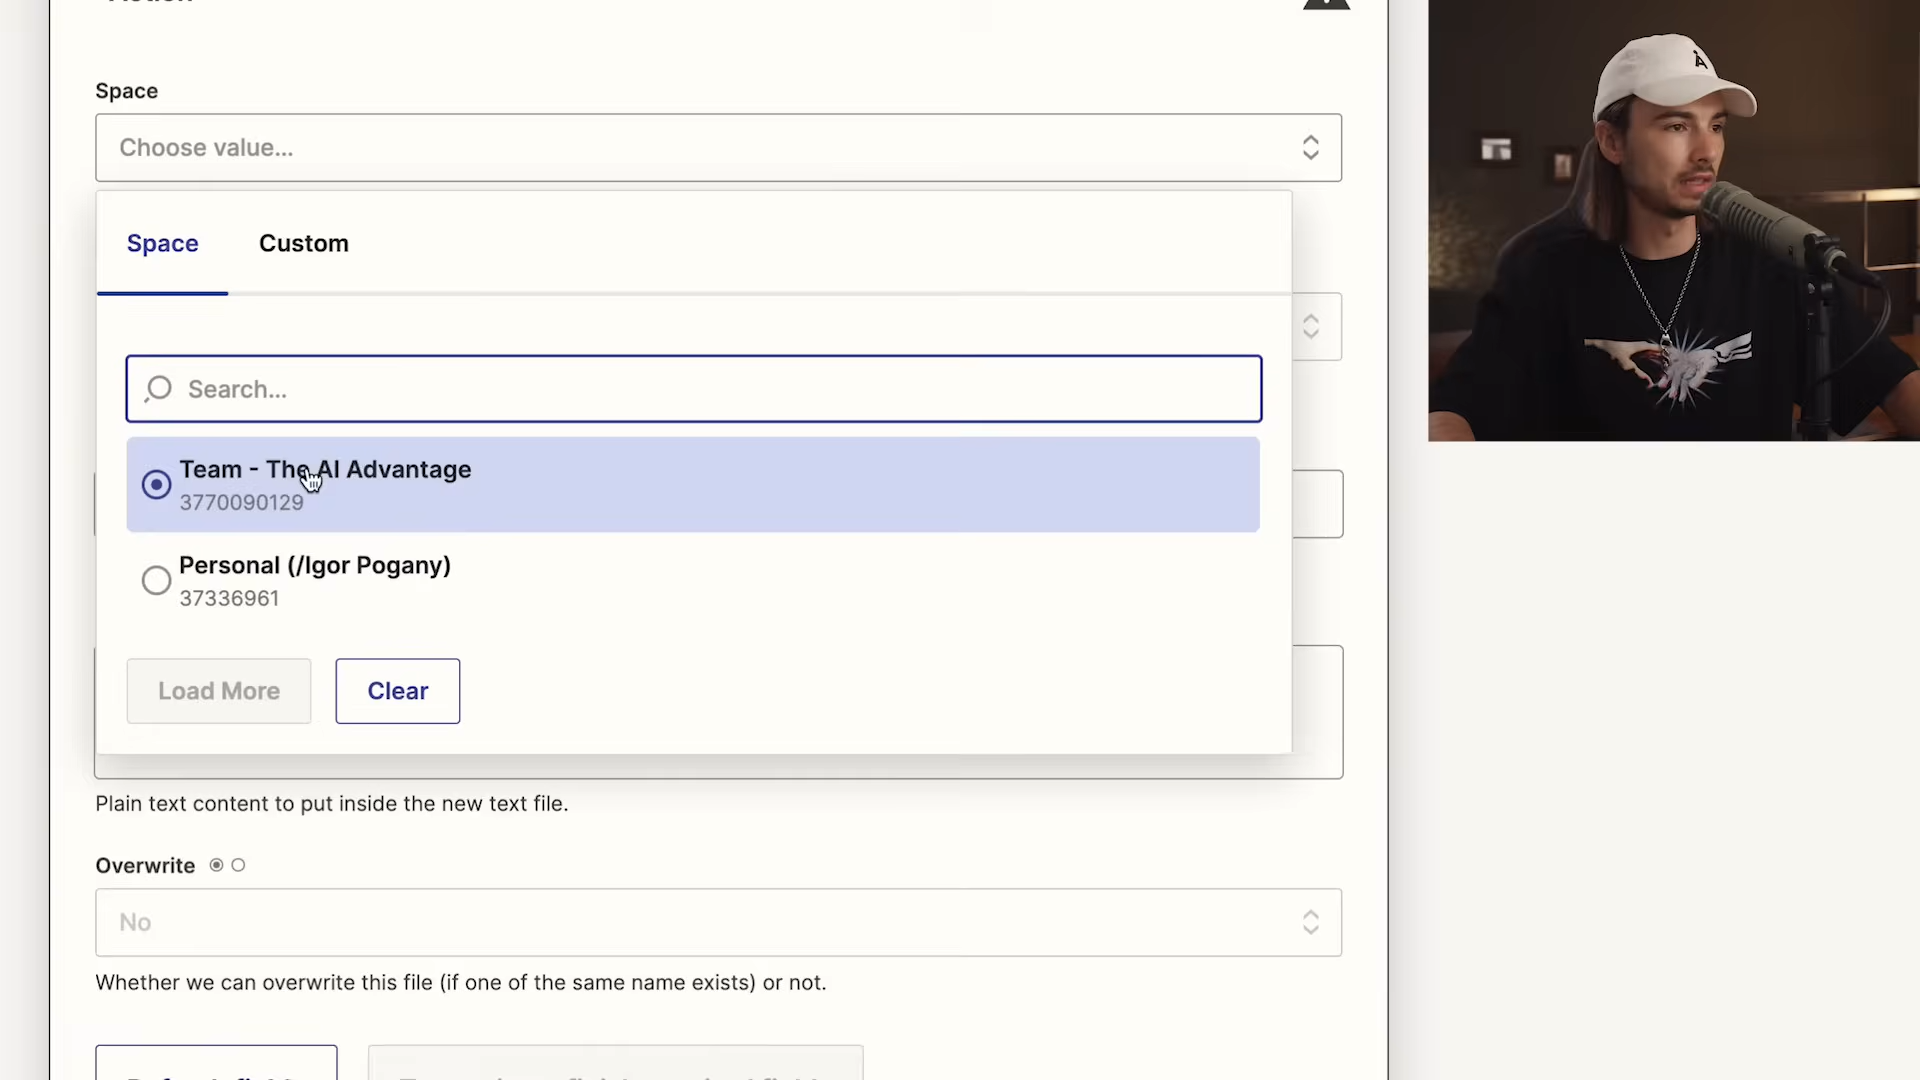 Space
Choose value...
Space
Custom
Search...
Team - The AI Advantage
3770090129
Personal (/Igor Pogany)
37336961
Load More
Clear
Plain text content to put inside the new text file.
Overwrite
No
Whether we can overwrite this file (if one of the same name exists) or not.